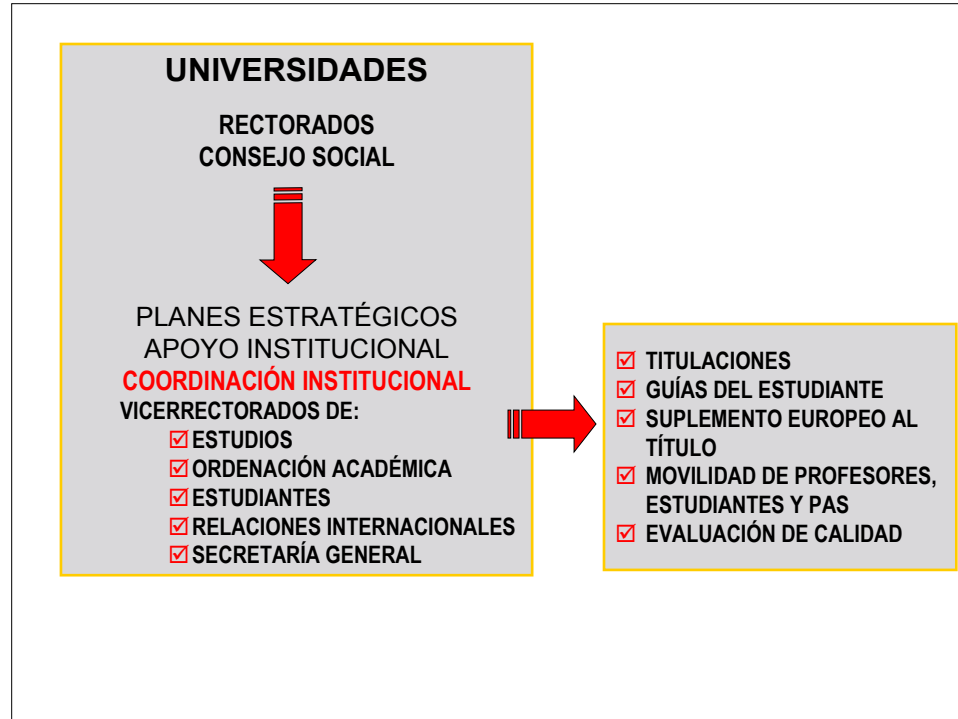 UNIVERSIDADES
RECTORADOS
CONSEJO SOCIAL
PLANES ESTRATÉGICOS
APOYO INSTITUCIONAL
COORDINACIÓN INSTITUCIONAL
VICERRECTORADOS DE:
☑ ESTUDIOS
☑ ORDENACIÓN ACADÉMICA
☑ ESTUDIANTES
☑ RELACIONES INTERNACIONALES
☑ SECRETARÍA GENERAL
☑ TITULACIONES
☑ GUÍAS DEL ESTUDIANTE
☑ SUPLEMENTO EUROPEO AL
TÍTULO
☑ MOVILIDAD DE PROFESORES,
ESTUDIANTES Y PAS
☑ EVALUACIÓN DE CALIDAD